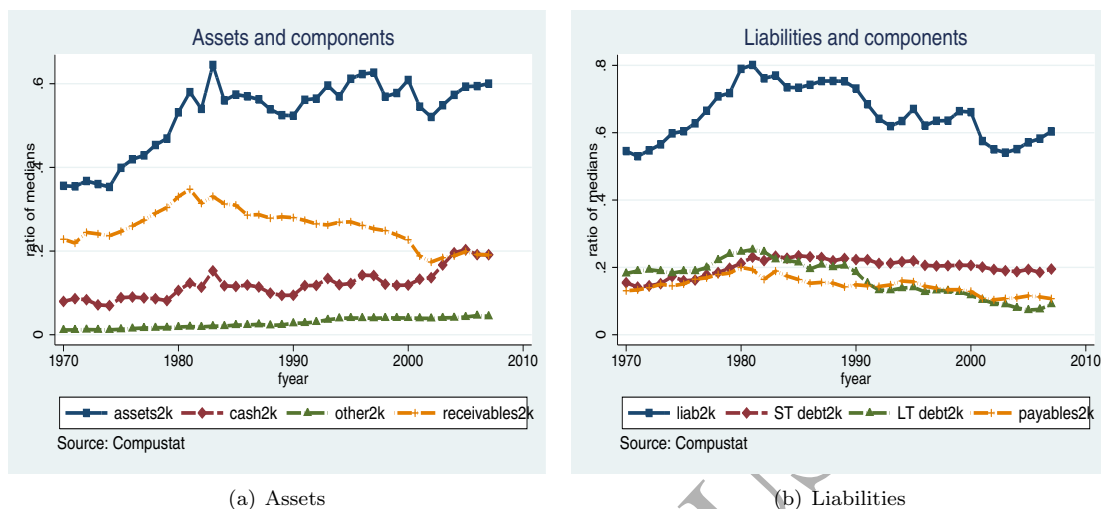 Assets and components
ratio of medians
.6
.4
.2
0
1970 1980 1990 2000 2010
fyear
assets2k cash2k other2k receivables2k
Source: Compustat
(a) Assets
Liabilities and components
ratio of medians
.8
.6
.4
.2
0
1970 1980 1990 2000 2010
fyear
liab2k ST debt2k LT debt2k payables2k
Source: Compustat
(b) Liabilities